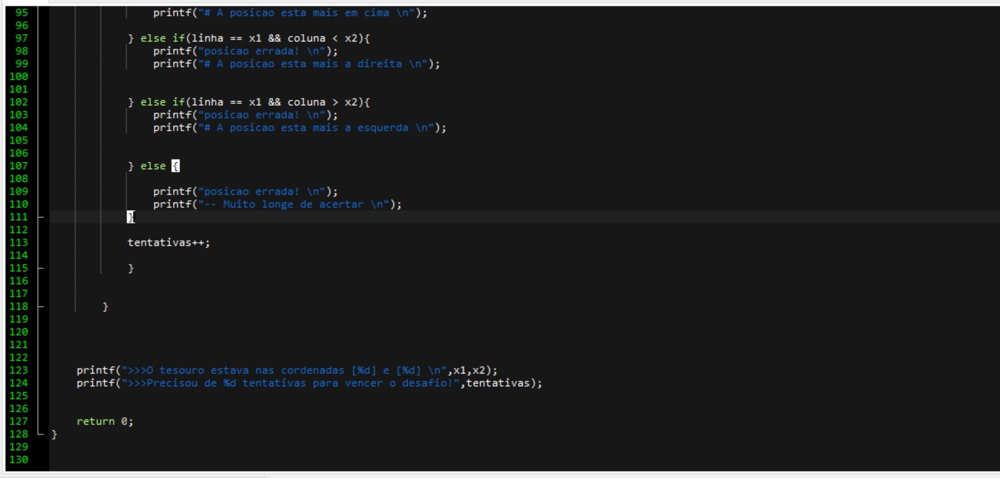 95 printf("# A posicao esta mais em cima \n");
96
97 } else if(linha == x1 && coluna < x2){
98 printf("posicao errada! \n");
99 printf("# A posicao esta mais a direita \n");
100
101
102 } else if(linha == x1 && coluna > x2){
103 printf("posicao errada! \n");
104 printf("# A posicao esta mais a esquerda \n");
105
106
107 } else {
108
109 printf("posicao errada! \n");
110 printf("-- Muito longe de acertar \n");
111 }
112
113 tentativas++;
114
115 }
116
117
118 }
119
120
121
122
123 printf(">>>O tesouro estava nas cordenadas [%d] e [%d] \n",x1,x2);
124 printf(">>>Precisou de %d tentativas para vencer o desafio!",tentativas);
125
126
127 return 0;
128 }
129
130